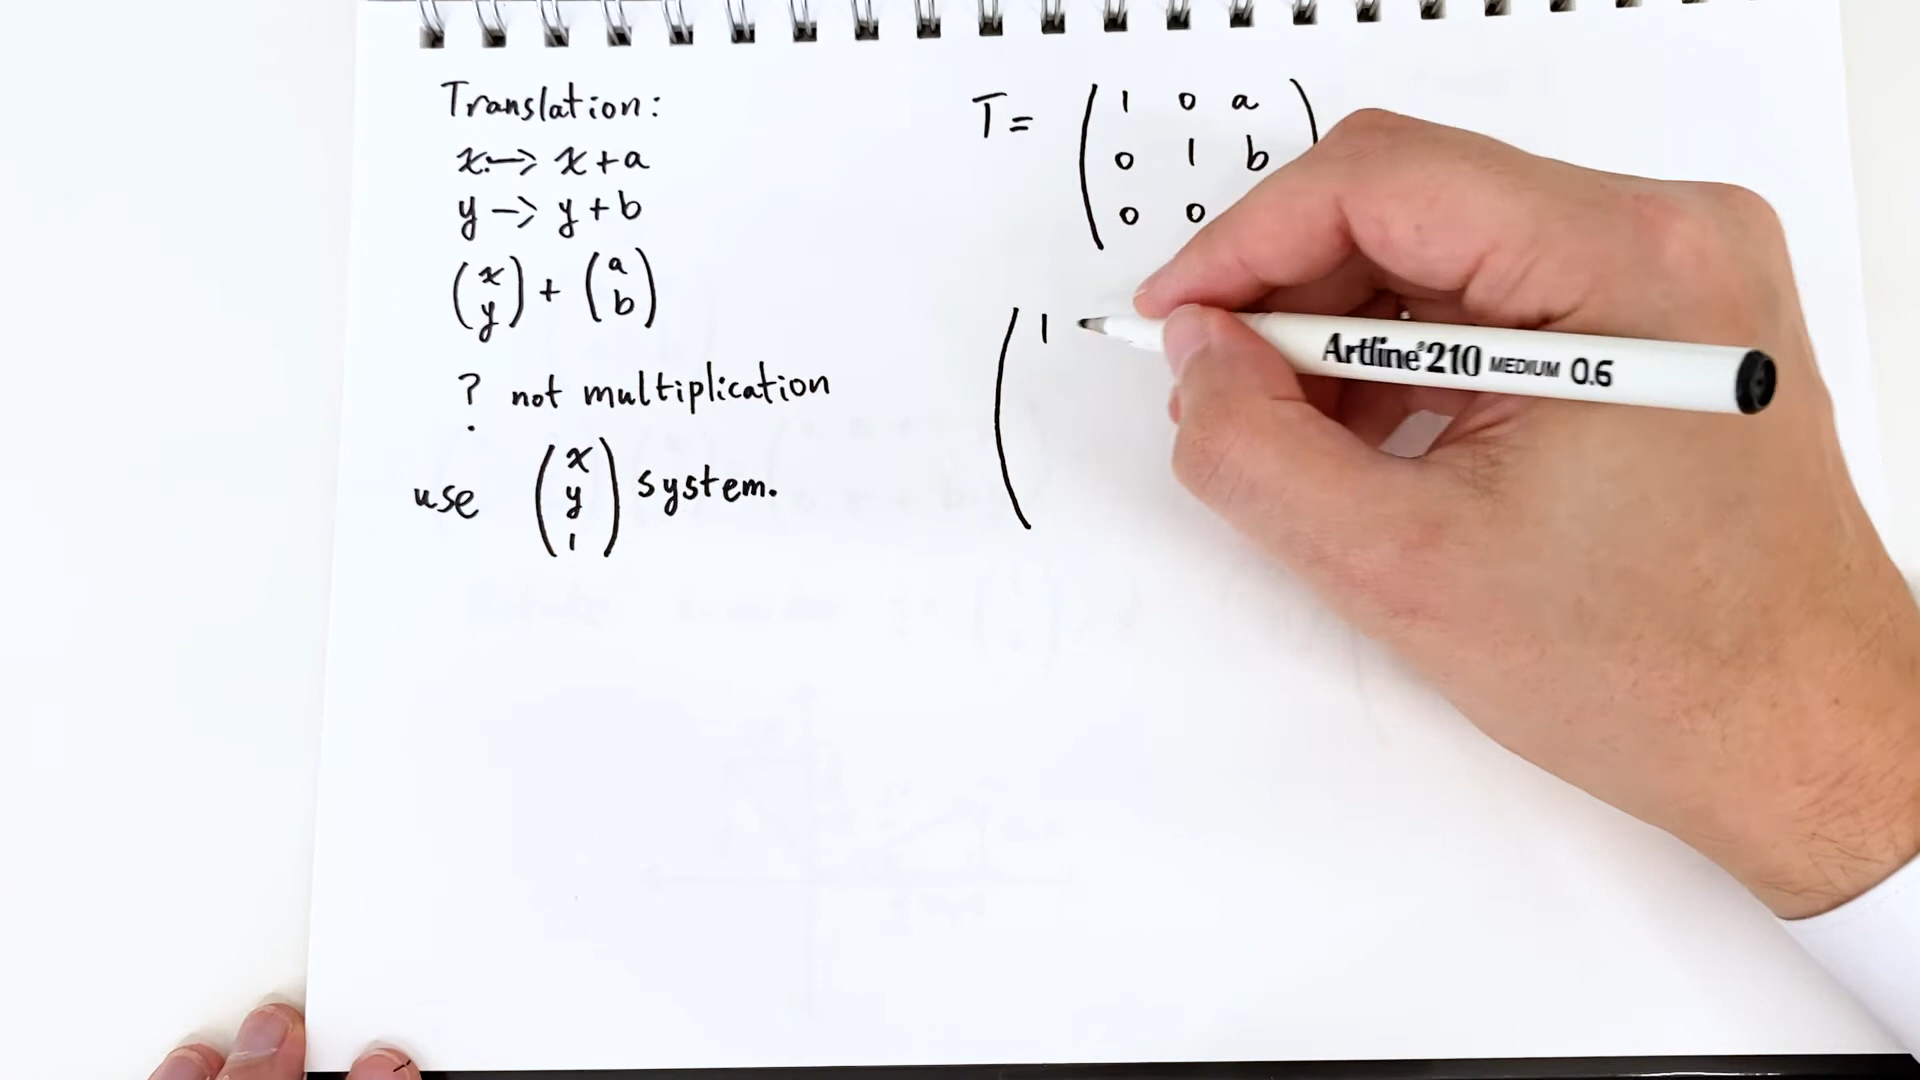 Translation:
x → x + a
y → y + b
(x y) + (a b)
? not multiplication
use (x y 1) system.
T = (1 0 a
0 1 b
0 0
(1
Artline 210 MEDIUM 0.6